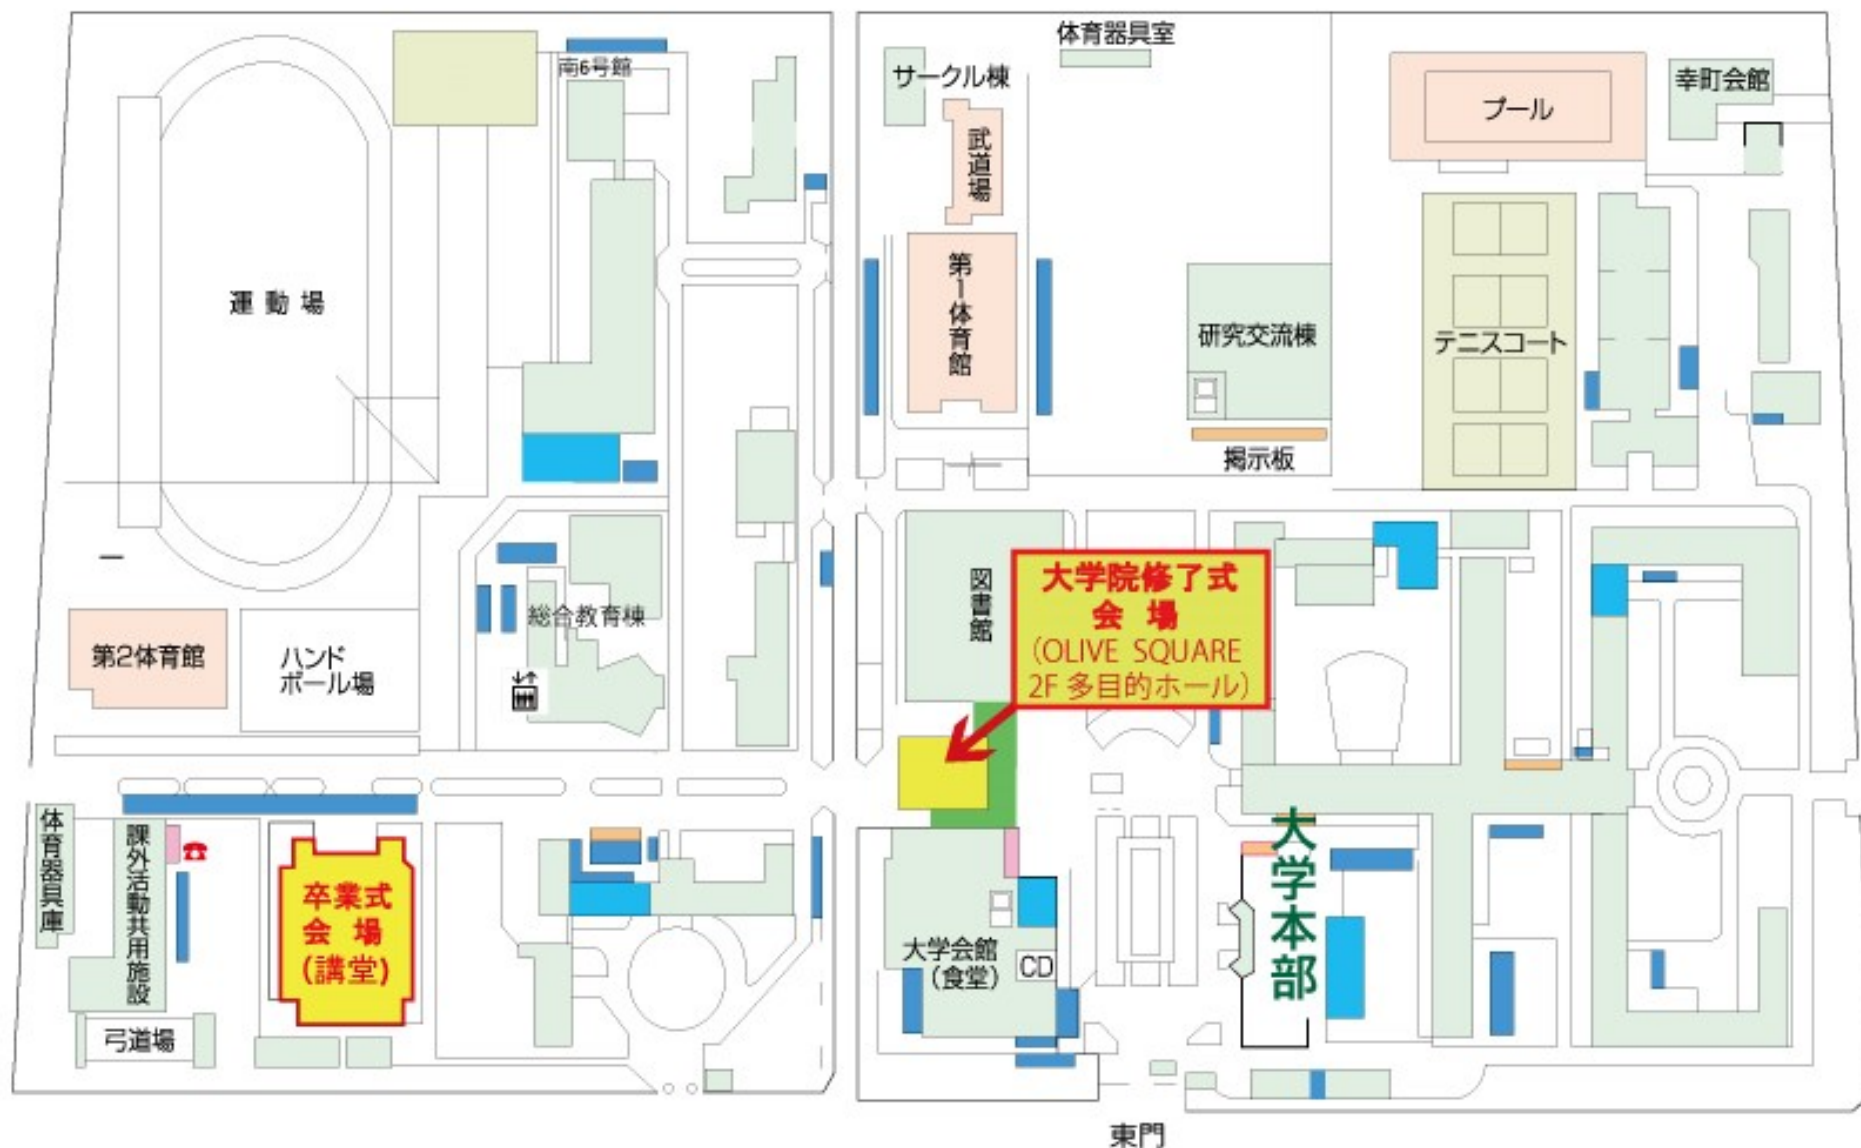 体育器具室
南6号館
サークル棟
幸町会館
プール
武道場
運動場
第1体育館
研究交流棟
テニスコート
掲示板
図書館
大学院修了式
会場
（OLIVE SQUARE
2F 多目的ホール）
総合教育棟
第2体育館
ハンド
ボール場
体育器具庫
課外活動共用施設
卒業式
会場
(講堂)
大学本部
大学会館
（食堂）
CD
弓道場
東門